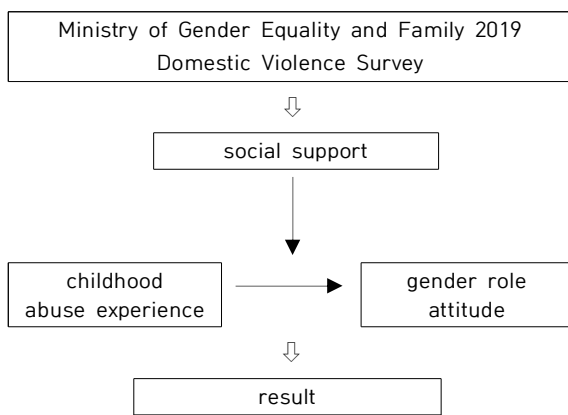 Ministry of Gender Equality and Family 2019
Domestic Violence Survey
social support
childhood
abuse experience
gender role
attitude
result